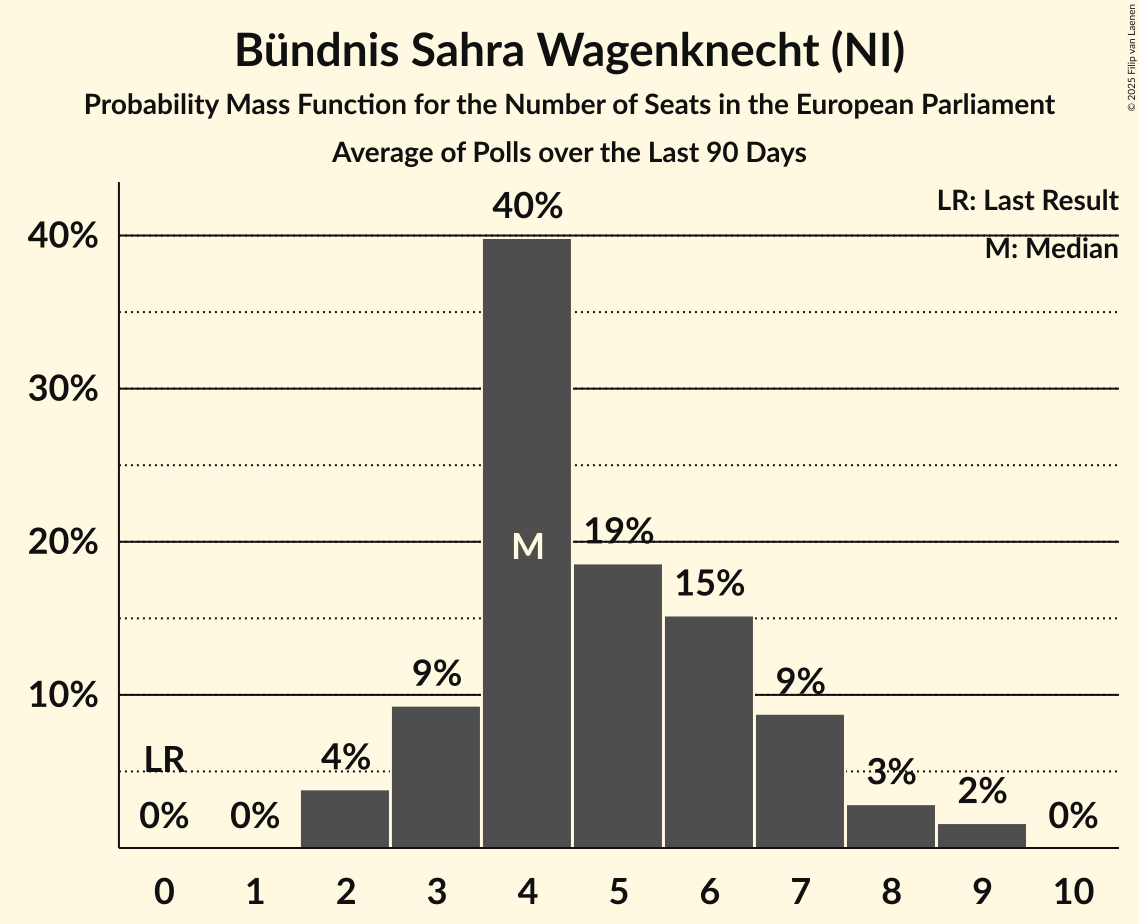 Bündnis Sahra Wagenknecht (NI)
Probability Mass Function for the Number of Seats in the European Parliament
Average of Polls over the Last 90 Days
© 2025 Filip van Laenen
LR: Last Result
M: Median
40%
30%
20%
10%
LR
0%
0%
4%
9%
40%
M
19%
15%
9%
3%
2%
0%
0 1 2 3 4 5 6 7 8 9 10